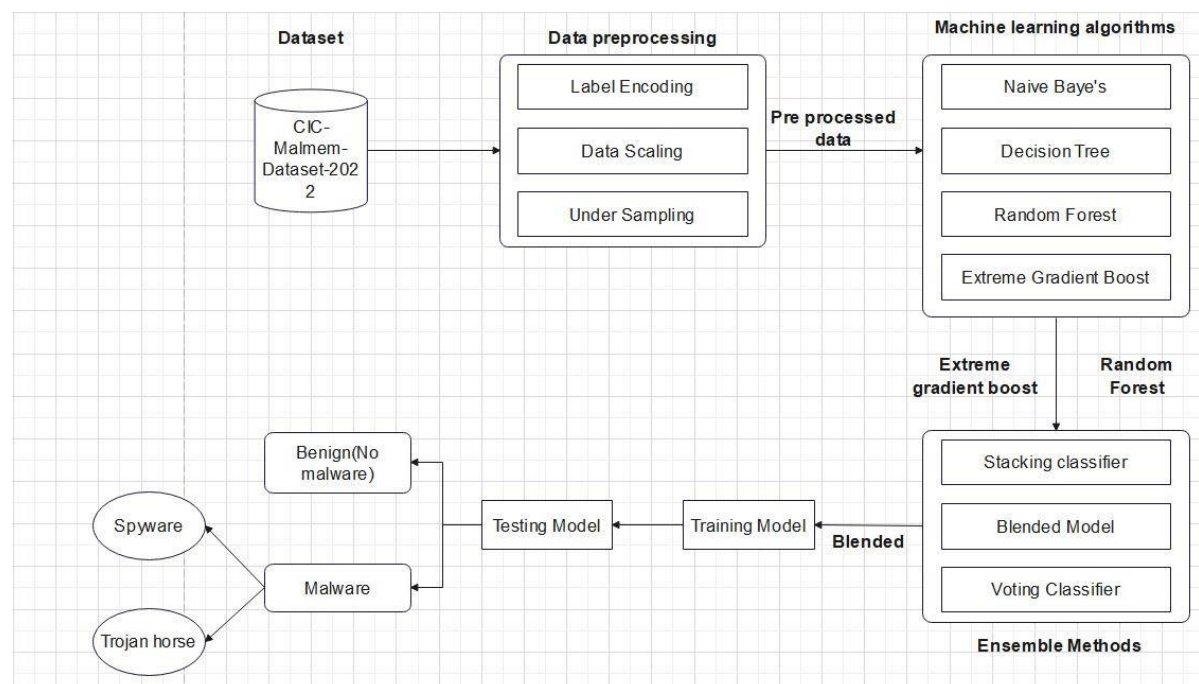 Dataset
Data preprocessing
Machine learning algorithms
CIC-
Malmem-
Dataset-202
2
Label Encoding
Data Scaling
Under Sampling
Pre processed
data
Naive Baye's
Decision Tree
Random Forest
Extreme Gradient Boost
Extreme
gradient boost
Random
Forest
Stacking classifier
Blended Model
Voting Classifier
Ensemble Methods
Blended
Training Model
Testing Model
Benign(No
malware)
Malware
Spyware
Trojan horse